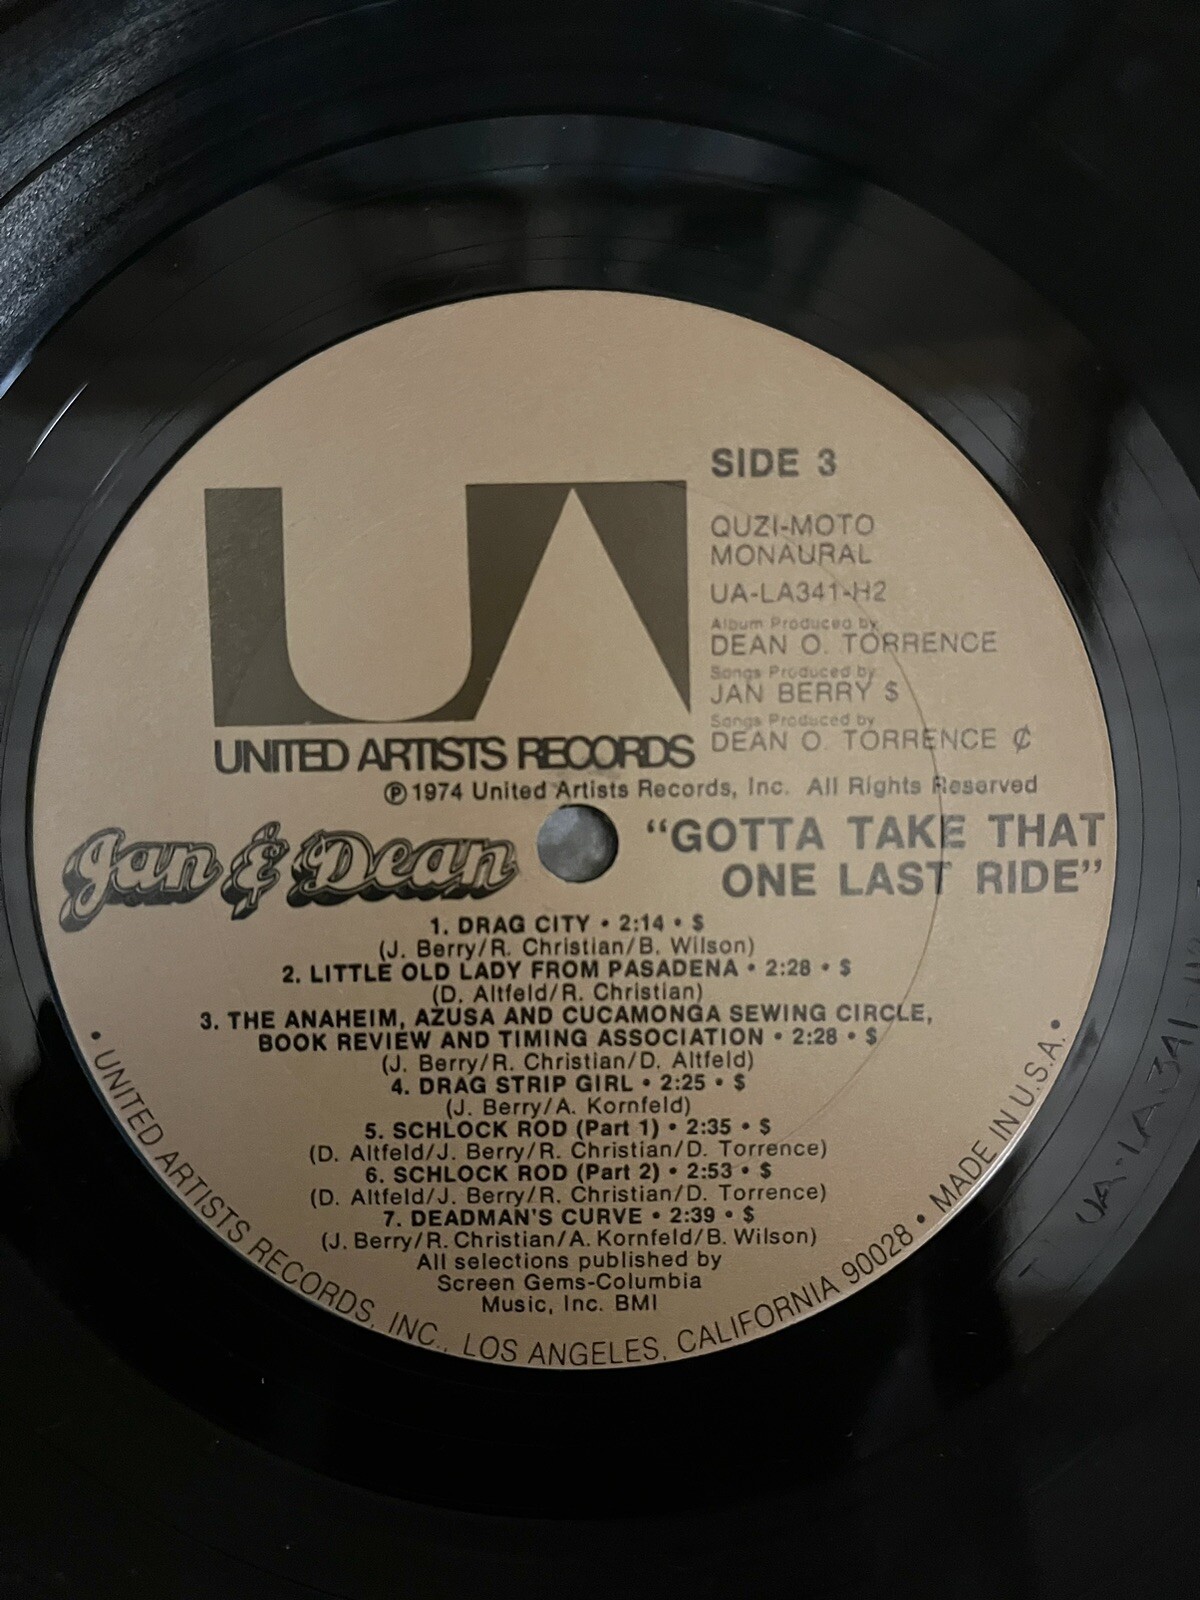 SIDE 3
QUZI-MOTO
MONAURAL
UA-LA341-H2
Album Produced by
DEAN O. TORRENCE
Songs Produced by
JAN BERRY $
Songs Produced by
DEAN O. TORRENCE ¢
UA
UNITED ARTISTS RECORDS
℗ 1974 United Artists Records, Inc. All Rights Reserved
Jan & Dean
"GOTTA TAKE THAT
ONE LAST RIDE"
1. DRAG CITY • 2:14 • $
(J. Berry/R. Christian/B. Wilson)
2. LITTLE OLD LADY FROM PASADENA • 2:28 • $
(D. Altfeld/R. Christian)
3. THE ANAHEIM, AZUSA AND CUCAMONGA SEWING CIRCLE,
BOOK REVIEW AND TIMING ASSOCIATION • 2:28 • $
(J. Berry/R. Christian/D. Altfeld)
4. DRAG STRIP GIRL • 2:25 • $
(J. Berry/A. Kornfeld)
5. SCHLOCK ROD (Part 1) • 2:35 • $
(D. Altfeld/J. Berry/R. Christian/D. Torrence)
6. SCHLOCK ROD (Part 2) • 2:53 • $
(D. Altfeld/J. Berry/R. Christian/D. Torrence)
7. DEADMAN'S CURVE • 2:39 • $
(J. Berry/R. Christian/A. Kornfeld/B. Wilson)
All selections published by
Screen Gems-Columbia
Music, Inc. BMI
• UNITED ARTISTS RECORDS, INC., LOS ANGELES, CALIFORNIA 90028 • MADE IN U.S.A. •
UA-LA 341